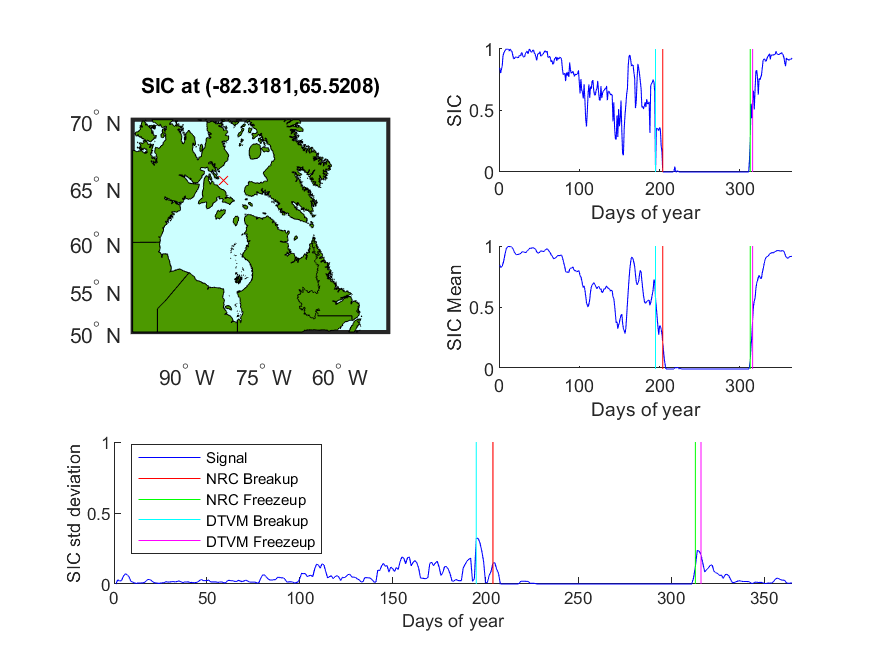 SIC at (-82.3181,65.5208)
70° N
65° N
60° N
55° N
50° N
90° W 75° W 60° W
1
0.5
0
SIC
0 100 200 300
Days of year
1
0.5
0
SIC Mean
0 100 200 300
Days of year
1
0.5
0
SIC std deviation
Signal
NRC Breakup
NRC Freezeup
DTVM Breakup
DTVM Freezeup
0 50 100 150 200 250 300 350
Days of year